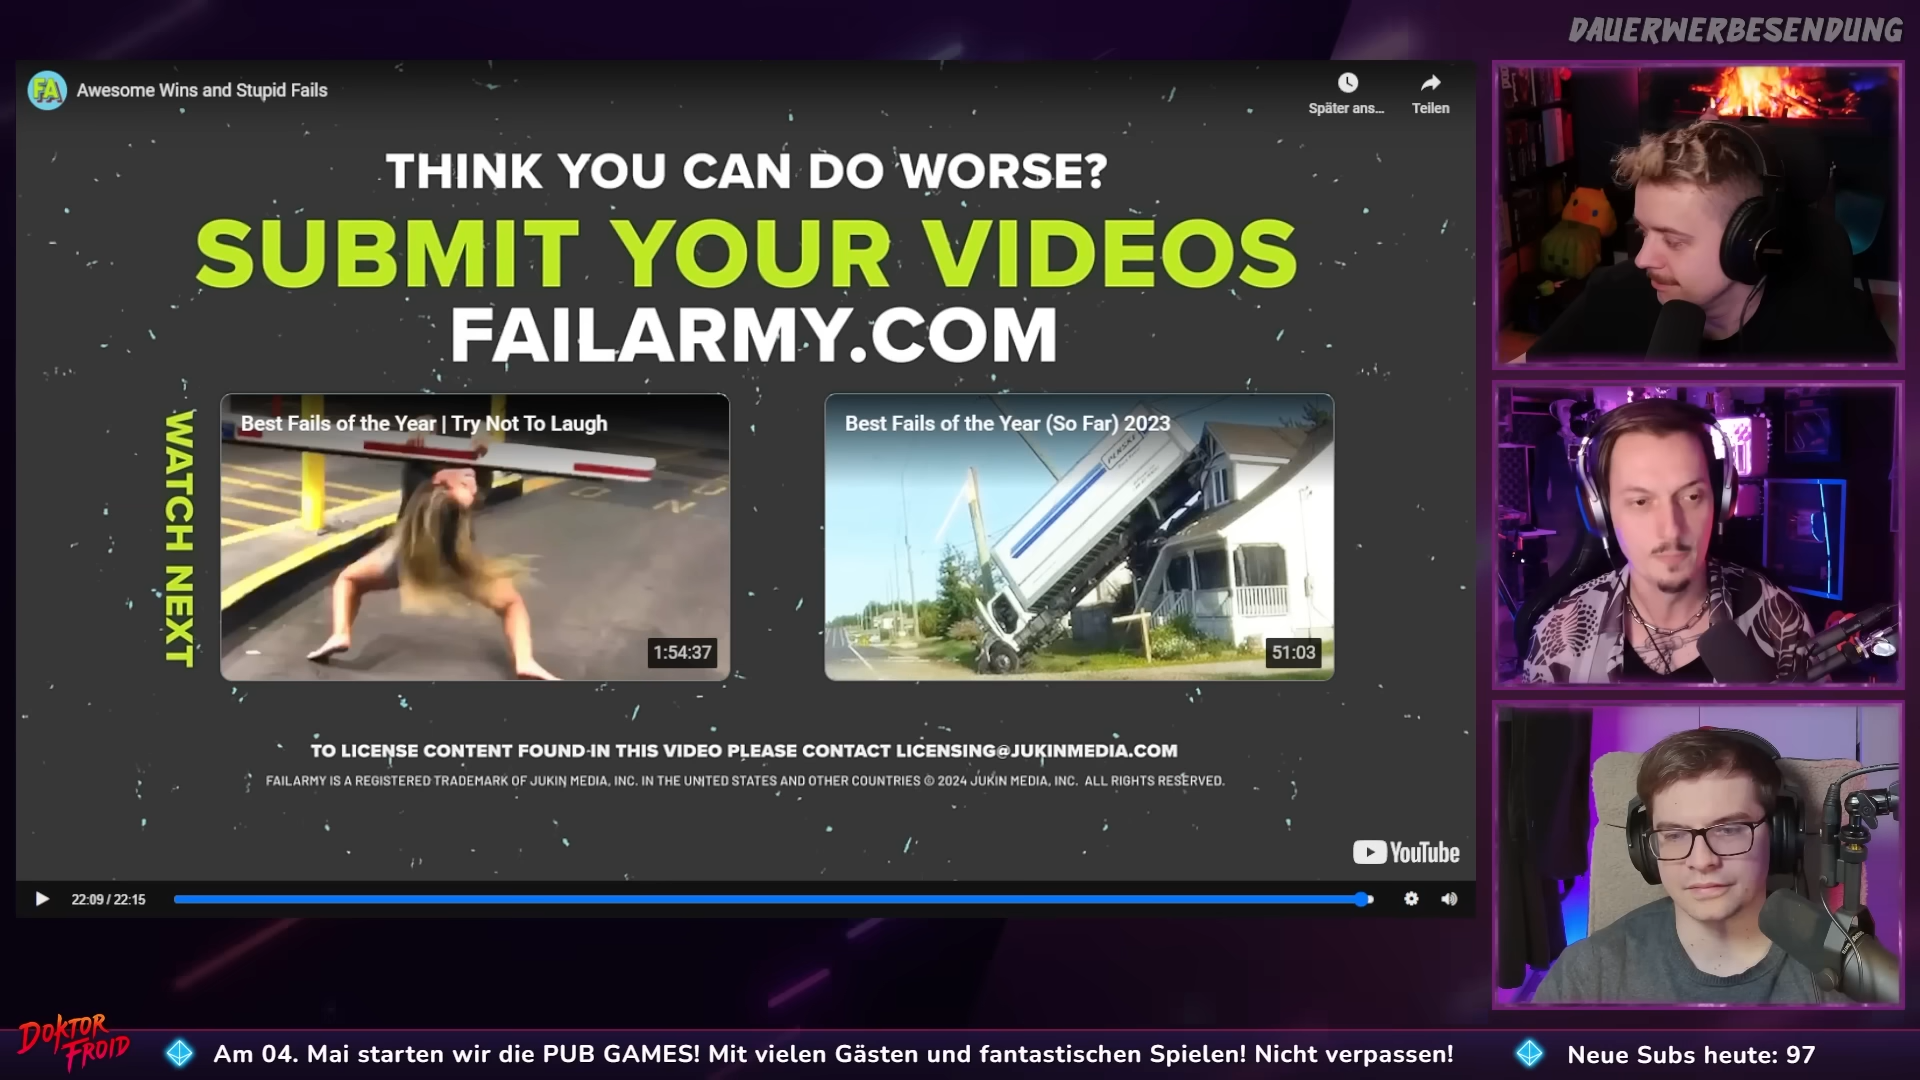 DAUERWERBESENDUNG
FA Awesome Wins and Stupid Fails
Später ans...
Teilen
THINK YOU CAN DO WORSE?
SUBMIT YOUR VIDEOS
FAILARMY.COM
WATCH NEXT
Best Fails of the Year | Try Not To Laugh
1:54:37
Best Fails of the Year (So Far) 2023
PENSKE
51:03
TO LICENSE CONTENT FOUND IN THIS VIDEO PLEASE CONTACT LICENSING@JUKINMEDIA.COM
FAILARMY IS A REGISTERED TRADEMARK OF JUKIN MEDIA, INC. IN THE UNITED STATES AND OTHER COUNTRIES © 2024 JUKIN MEDIA, INC. ALL RIGHTS RESERVED.
YouTube
22:09 / 22:15
DOKTOR
FROID
Am 04. Mai starten wir die PUB GAMES! Mit vielen Gästen und fantastischen Spielen! Nicht verpassen!
Neue Subs heute: 97